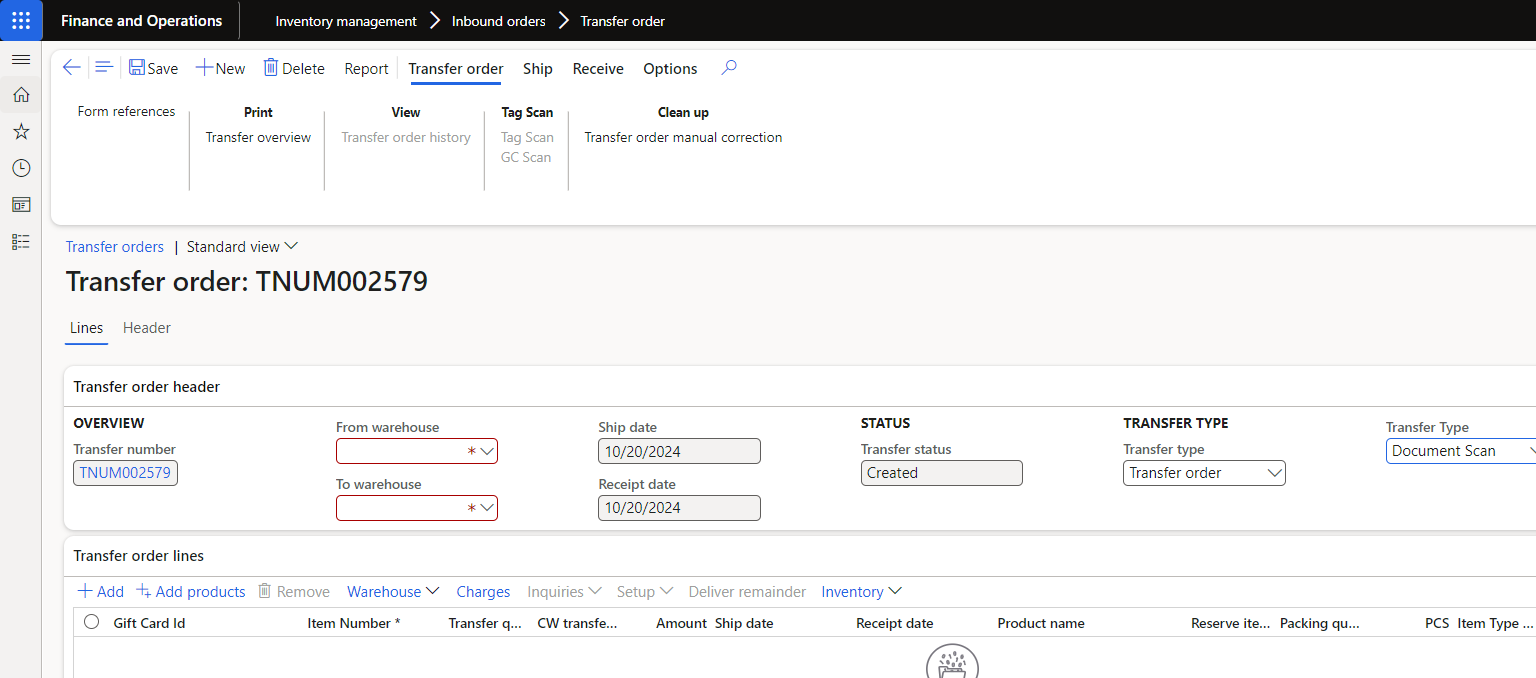 Finance and Operations
Inventory management Inbound orders Transfer order
Save New Delete Report Transfer order Ship Receive Options
Form references
Print
Transfer overview
View
Transfer order history
Tag Scan
Tag Scan
GC Scan
Clean up
Transfer order manual correction
Transfer orders | Standard view
Transfer order: TNUM002579
Lines Header
Transfer order header
OVERVIEW
Transfer number
TNUM002579
From warehouse
*
To warehouse
*
Ship date
10/20/2024
Receipt date
10/20/2024
STATUS
Transfer status
Created
TRANSFER TYPE
Transfer type
Transfer order
Transfer Type
Document Scan
Transfer order lines
Add Add products Remove Warehouse Charges Inquiries Setup Deliver remainder Inventory
Gift Card Id Item Number * Transfer q... CW transfe... Amount Ship date Receipt date Product name Reserve ite... Packing qu... PCS Item Type ...